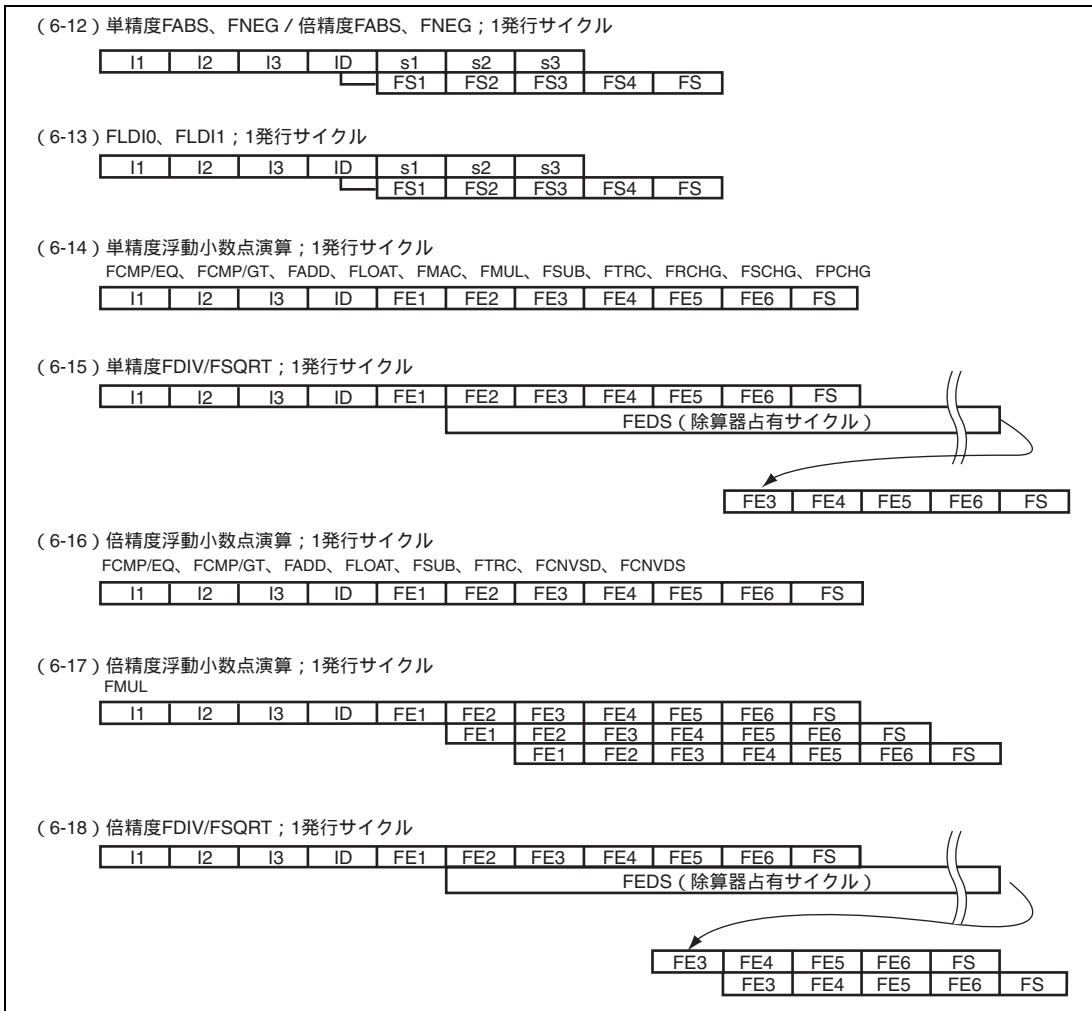 （6-12）単精度FABS、FNEG / 倍精度FABS、FNEG；1発行サイクル
I1 I2 I3 ID s1 s2 s3
FS1 FS2 FS3 FS4 FS
（6-13）FLDI0、FLDI1；1発行サイクル
I1 I2 I3 ID s1 s2 s3
FS1 FS2 FS3 FS4 FS
（6-14）単精度浮動小数点演算；1発行サイクル
FCMP/EQ、FCMP/GT、FADD、FLOAT、FMAC、FMUL、FSUB、FTRC、FRCHG、FSCHG、FPCHG
I1 I2 I3 ID FE1 FE2 FE3 FE4 FE5 FE6 FS
（6-15）単精度FDIV/FSQRT；1発行サイクル
I1 I2 I3 ID FE1 FE2 FE3 FE4 FE5 FE6 FS
FEDS（除算器占有サイクル）
FE3 FE4 FE5 FE6 FS
（6-16）倍精度浮動小数点演算；1発行サイクル
FCMP/EQ、FCMP/GT、FADD、FLOAT、FSUB、FTRC、FCNVSD、FCNVDS
I1 I2 I3 ID FE1 FE2 FE3 FE4 FE5 FE6 FS
（6-17）倍精度浮動小数点演算；1発行サイクル
FMUL
I1 I2 I3 ID FE1 FE2 FE3 FE4 FE5 FE6 FS
FE1 FE2 FE3 FE4 FE5 FE6 FS
FE1 FE2 FE3 FE4 FE5 FE6 FS
（6-18）倍精度FDIV/FSQRT；1発行サイクル
I1 I2 I3 ID FE1 FE2 FE3 FE4 FE5 FE6 FS
FEDS（除算器占有サイクル）
FE3 FE4 FE5 FE6 FS
FE3 FE4 FE5 FE6 FS